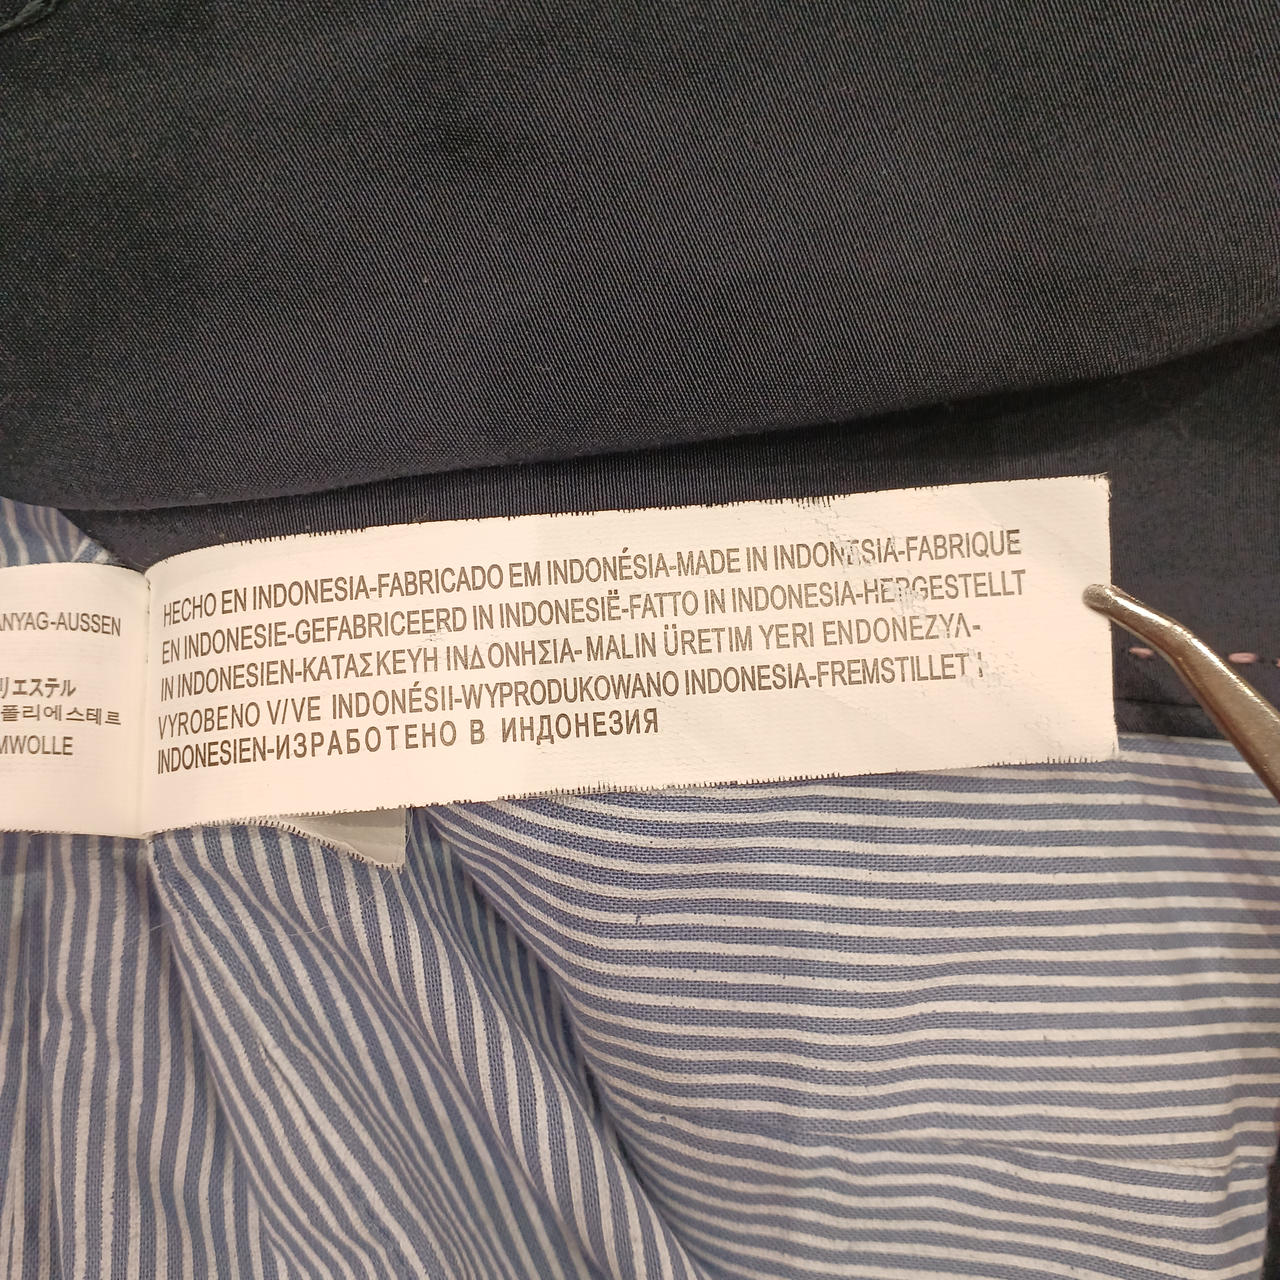 ANYAG-AUSSEN
リエステル
폴리에스테르
MWOLLE
HECHO EN INDONESIA-FABRICADO EM INDONÉSIA-MADE IN INDONESIA-FABRIQUE
EN INDONESIE-GEFABRICEERD IN INDONESIË-FATTO IN INDONESIA-HERGESTELLT
IN INDONESIEN-ΚΑΤΑΣΚΕΥΗ ΙΝΔΟΝΗΣΙΑ- MALIN ÜRETIM YERI ENDONEZYΛ-
VYROBENO V/VE INDONÉSII-WYPRODUKOWANO INDONESIA-FREMSTILLET I
INDONESIEN-ИЗРАБОТЕНО В ИНДОНЕЗИЯ